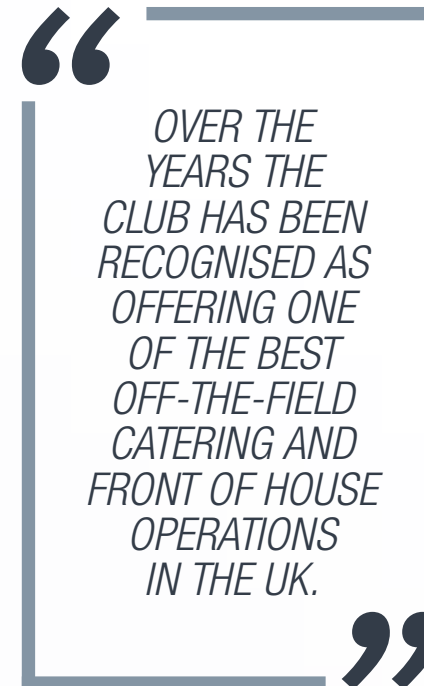 “
OVER THE
YEARS THE
CLUB HAS BEEN
RECOGNISED AS
OFFERING ONE
OF THE BEST
OFF-THE-FIELD
CATERING AND
FRONT OF HOUSE
OPERATIONS
IN THE UK.
”